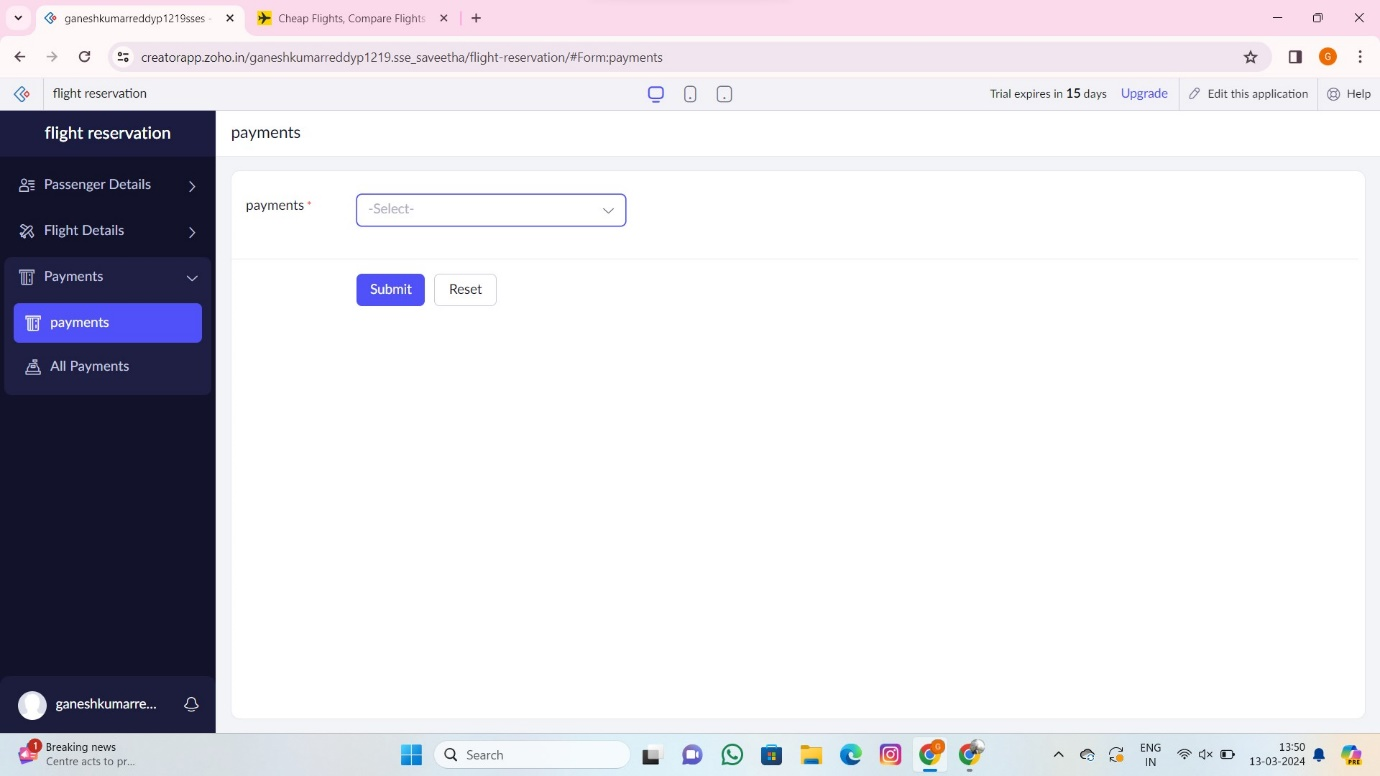 ganeshkumarreddyp1219sses -
Cheap Flights, Compare Flights
creatorapp.zoho.in/ganeshkumarreddyp1219.sse_saveetha/flight-reservation/#Form:payments
G
flight reservation
Trial expires in 15 days
Upgrade
Edit this application
Help
flight reservation
payments
Passenger Details
Flight Details
Payments
payments
All Payments
payments *
-Select-
Submit
Reset
ganeshkumarre...
1
Breaking news
Centre acts to pr...
Search
G
ENG
IN
13:50
13-03-2024
PRE